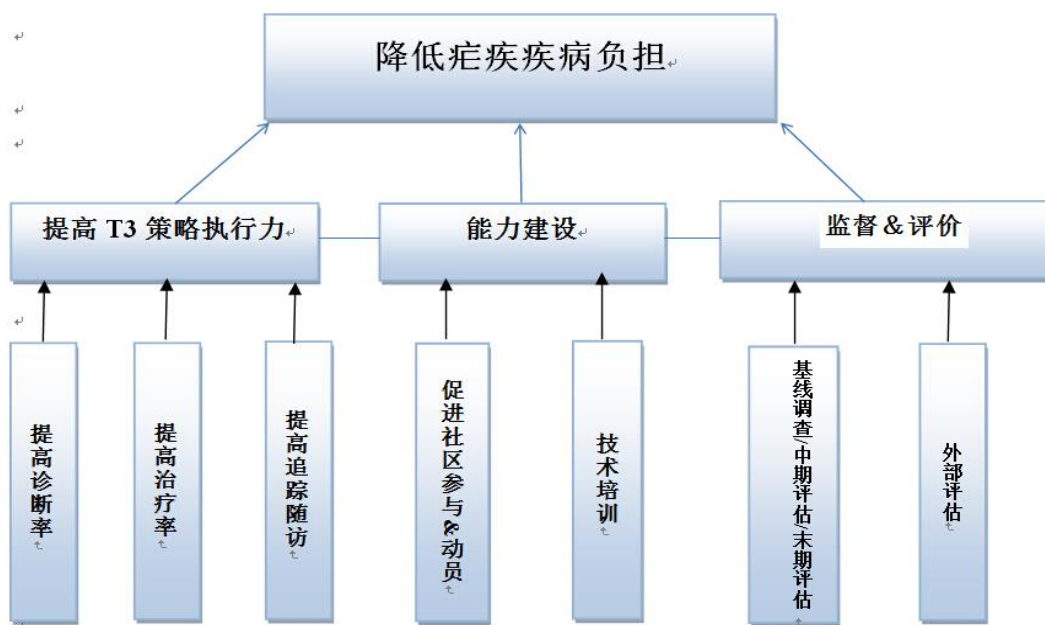 降低疟疾疾病负担
提高 T3 策略执行力
能力建设
监督＆评价
提高诊断率
提高治疗率
提高追踪随访
促进社区参与&动员
技术培训
基线调查/中期评估/末期评估
外部评估